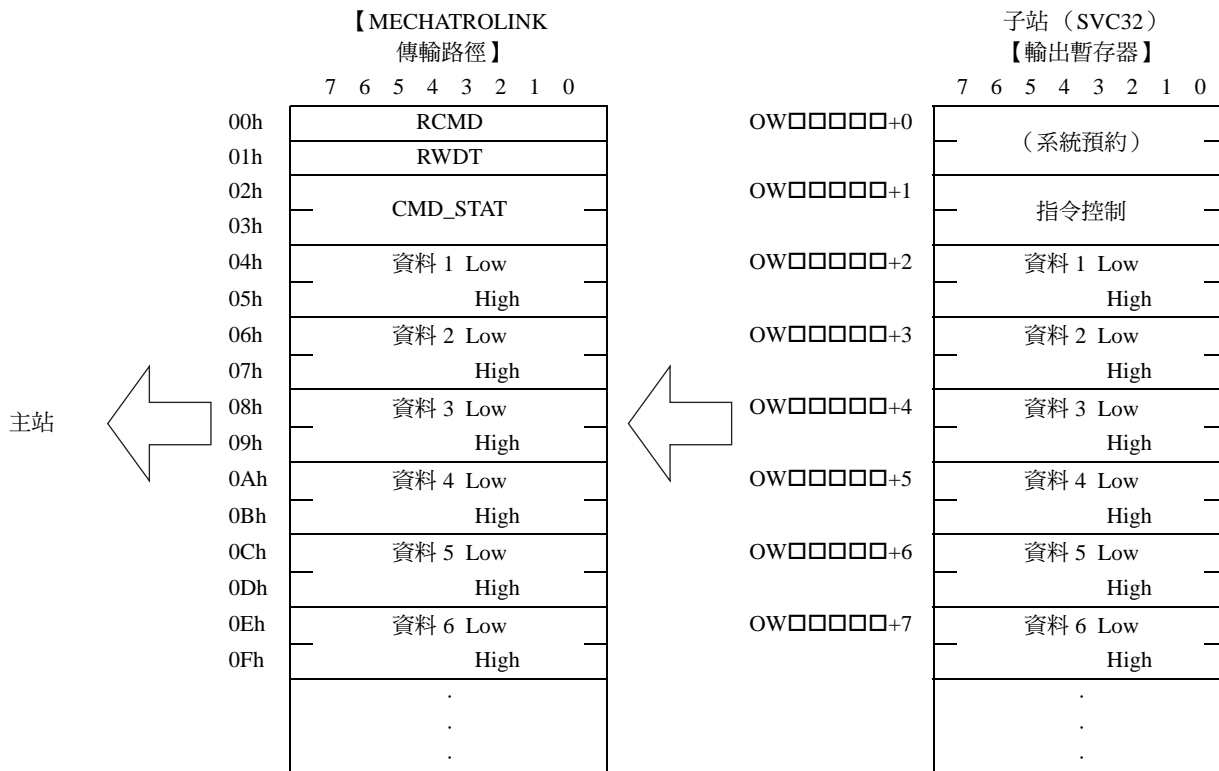 【MECHATROLINK
傳輸路徑】
7 6 5 4 3 2 1 0
00h RCMD
01h RWDT
02h
CMD_STAT
03h
04h 資料 1 Low
05h High
06h 資料 2 Low
07h High
08h 資料 3 Low
09h High
0Ah 資料 4 Low
0Bh High
0Ch 資料 5 Low
0Dh High
0Eh 資料 6 Low
0Fh High
.
.
.
主站
子站（SVC32）
【輸出暫存器】
7 6 5 4 3 2 1 0
OW□□□□□+0
（系統預約）
OW□□□□□+1
指令控制
OW□□□□□+2 資料 1 Low
High
OW□□□□□+3 資料 2 Low
High
OW□□□□□+4 資料 3 Low
High
OW□□□□□+5 資料 4 Low
High
OW□□□□□+6 資料 5 Low
High
OW□□□□□+7 資料 6 Low
High
.
.
.